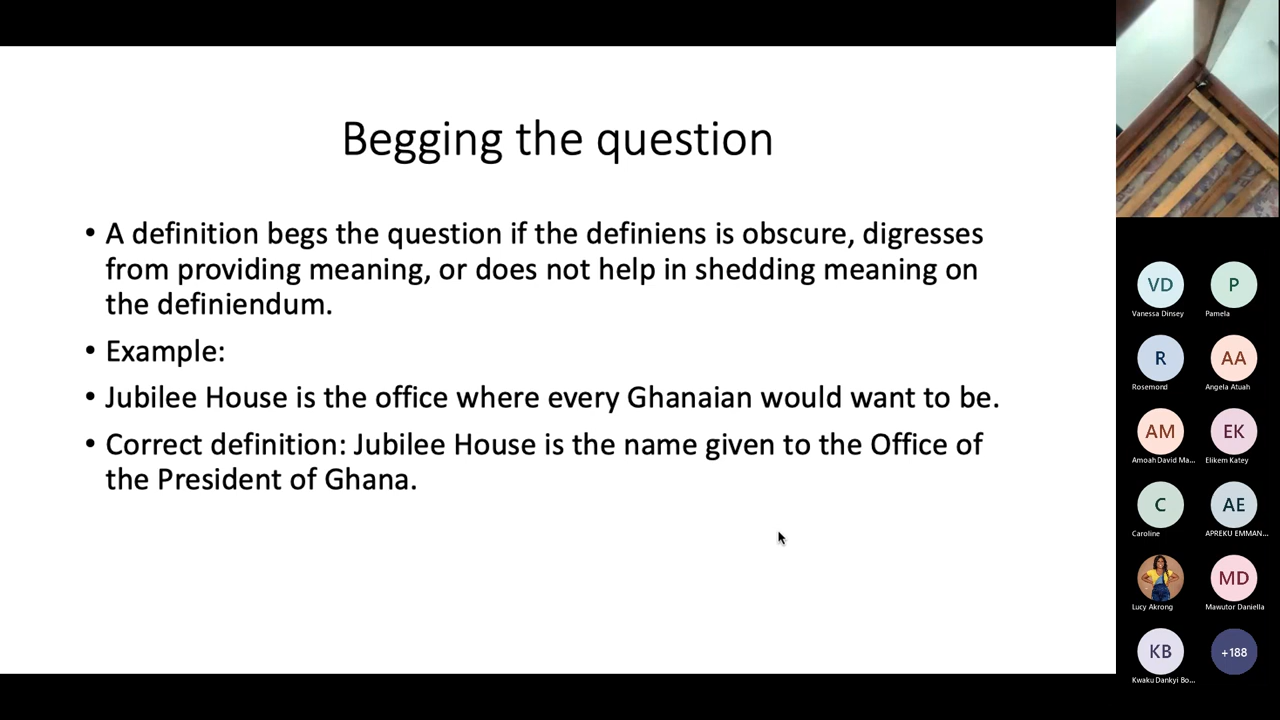 Begging the question
• A definition begs the question if the definiens is obscure, digresses
from providing meaning, or does not help in shedding meaning on
the definiendum.
• Example:
• Jubilee House is the office where every Ghanaian would want to be.
• Correct definition: Jubilee House is the name given to the Office of
the President of Ghana.
VD P
Vanessa Dinsey Pamela
R AA
Rosemond Angela Atuah
AM EK
Amoah David Ma... Elikem Katey
C AE
Caroline APREKU EMMAN...
MD
Lucy Akrong Mawutor Daniella
KB +188
Kwaku Dankyi Bo...